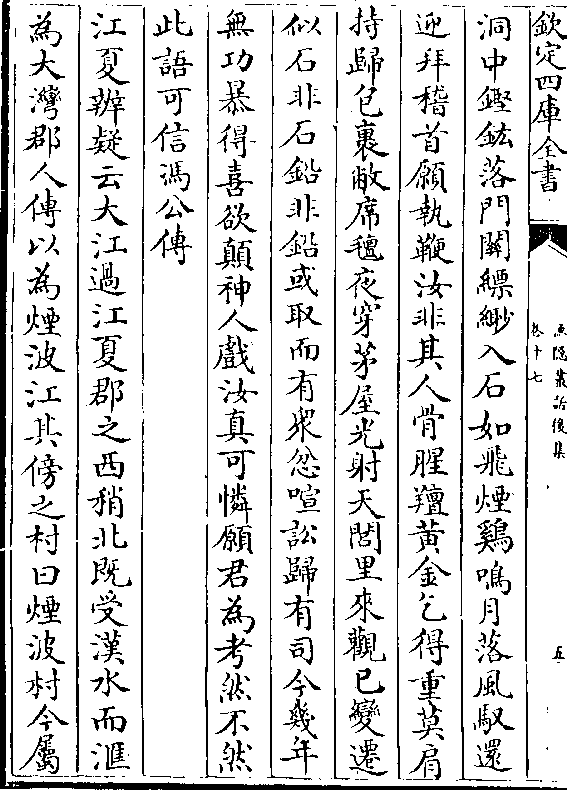 欽定四庫全書
漁隱叢話後集
卷十七
五
洞中鏗鈜落門關縹緲入石如飛煙鷄鳴月落風馭還
迎拜稽首願執鞭汝非其人骨腥羶黃金乞得重莫肩
持歸包裹敝席氊夜穿茅屋光射天閭里來觀已變遷
似石非石鉛非鉛或取而有衆忿喧訟歸有司今幾年
無功暴得喜欲顛神人戲汝真可憐願君為考然不然
此語可信馮公傳
江夏辨疑云大江過江夏郡之西稍北既受漢水而滙
為大灣郡人傳以為煙波江其傍之村曰煙波村今屬